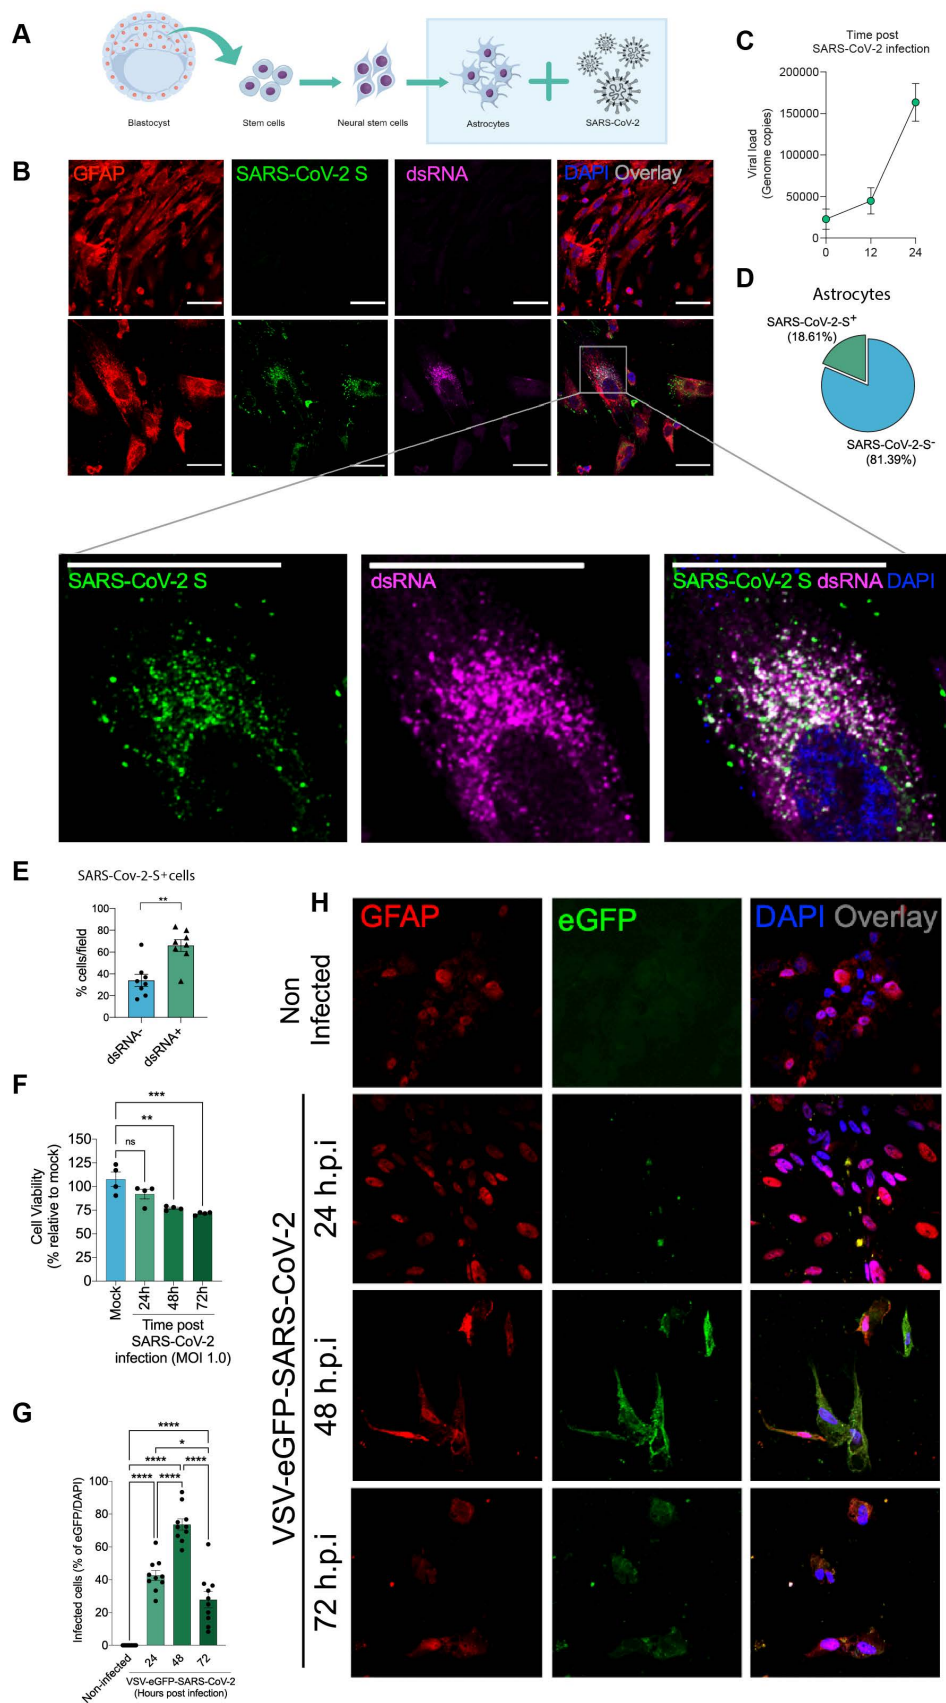 A
Blastocyst
Stem cells
Neural stem cells
Astrocytes
SARS-CoV-2
B
GFAP
SARS-CoV-2 S
dsRNA
DAPI Overlay
SARS-CoV-2 S
dsRNA
SARS-CoV-2 S dsRNA DAPI
C
Time post
SARS-CoV-2 infection
Viral load
(Genome copies)
200000
150000
100000
50000
0
0 12 24
D
Astrocytes
SARS-CoV-2-S+
(18.61%)
SARS-CoV-2-S-
(81.39%)
E
SARS-Cov-2-S+cells
**
% cells/field
100
80
60
40
20
0
dsRNA-
dsRNA+
F
***
**
ns
Cell Viability
(% relative to mock)
150
125
100
75
50
25
0
Mock
24h
48h
72h
Time post
SARS-CoV-2
infection (MOI 1.0)
G
****
*
**** ****
**** ****
Infected cells (% of eGFP/DAPI)
100
80
60
40
20
0
Non-infected
24
48
72
VSV-eGFP-SARS-CoV-2
(Hours post infection)
H
GFAP
eGFP
DAPI Overlay
Non
Infected
24 h.p.i
48 h.p.i
72 h.p.i
VSV-eGFP-SARS-CoV-2